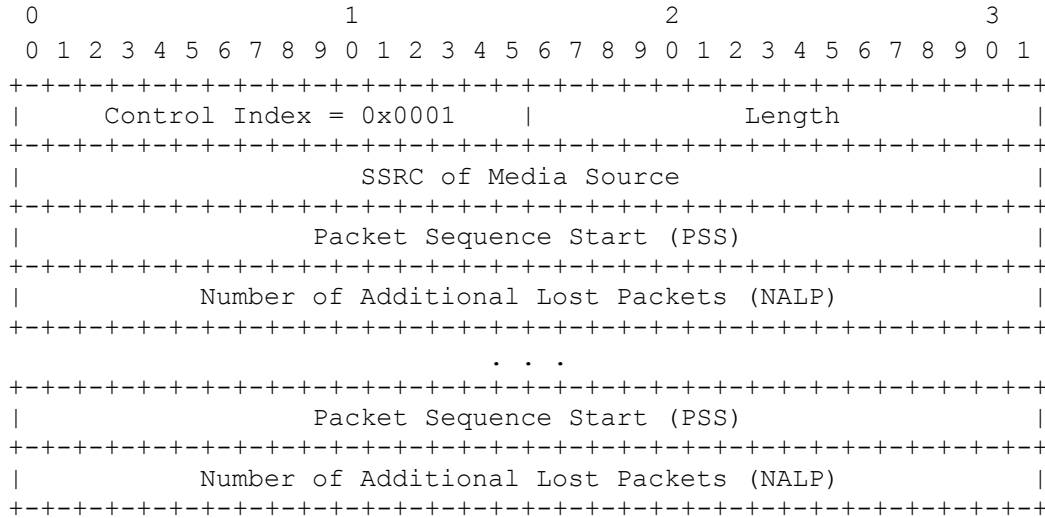 0                   1                   2                   3
 0 1 2 3 4 5 6 7 8 9 0 1 2 3 4 5 6 7 8 9 0 1 2 3 4 5 6 7 8 9 0 1
+-+-+-+-+-+-+-+-+-+-+-+-+-+-+-+-+-+-+-+-+-+-+-+-+-+-+-+-+-+-+-+-+
|     Control Index = 0x0001    |             Length            |
+-+-+-+-+-+-+-+-+-+-+-+-+-+-+-+-+-+-+-+-+-+-+-+-+-+-+-+-+-+-+-+-+
|                     SSRC of Media Source                      |
+-+-+-+-+-+-+-+-+-+-+-+-+-+-+-+-+-+-+-+-+-+-+-+-+-+-+-+-+-+-+-+-+
|                  Packet Sequence Start (PSS)                  |
+-+-+-+-+-+-+-+-+-+-+-+-+-+-+-+-+-+-+-+-+-+-+-+-+-+-+-+-+-+-+-+-+
|           Number of Additional Lost Packets (NALP)            |
+-+-+-+-+-+-+-+-+-+-+-+-+-+-+-+-+-+-+-+-+-+-+-+-+-+-+-+-+-+-+-+-+
                              . . .
+-+-+-+-+-+-+-+-+-+-+-+-+-+-+-+-+-+-+-+-+-+-+-+-+-+-+-+-+-+-+-+-+
|                  Packet Sequence Start (PSS)                  |
+-+-+-+-+-+-+-+-+-+-+-+-+-+-+-+-+-+-+-+-+-+-+-+-+-+-+-+-+-+-+-+-+
|           Number of Additional Lost Packets (NALP)            |
+-+-+-+-+-+-+-+-+-+-+-+-+-+-+-+-+-+-+-+-+-+-+-+-+-+-+-+-+-+-+-+-+